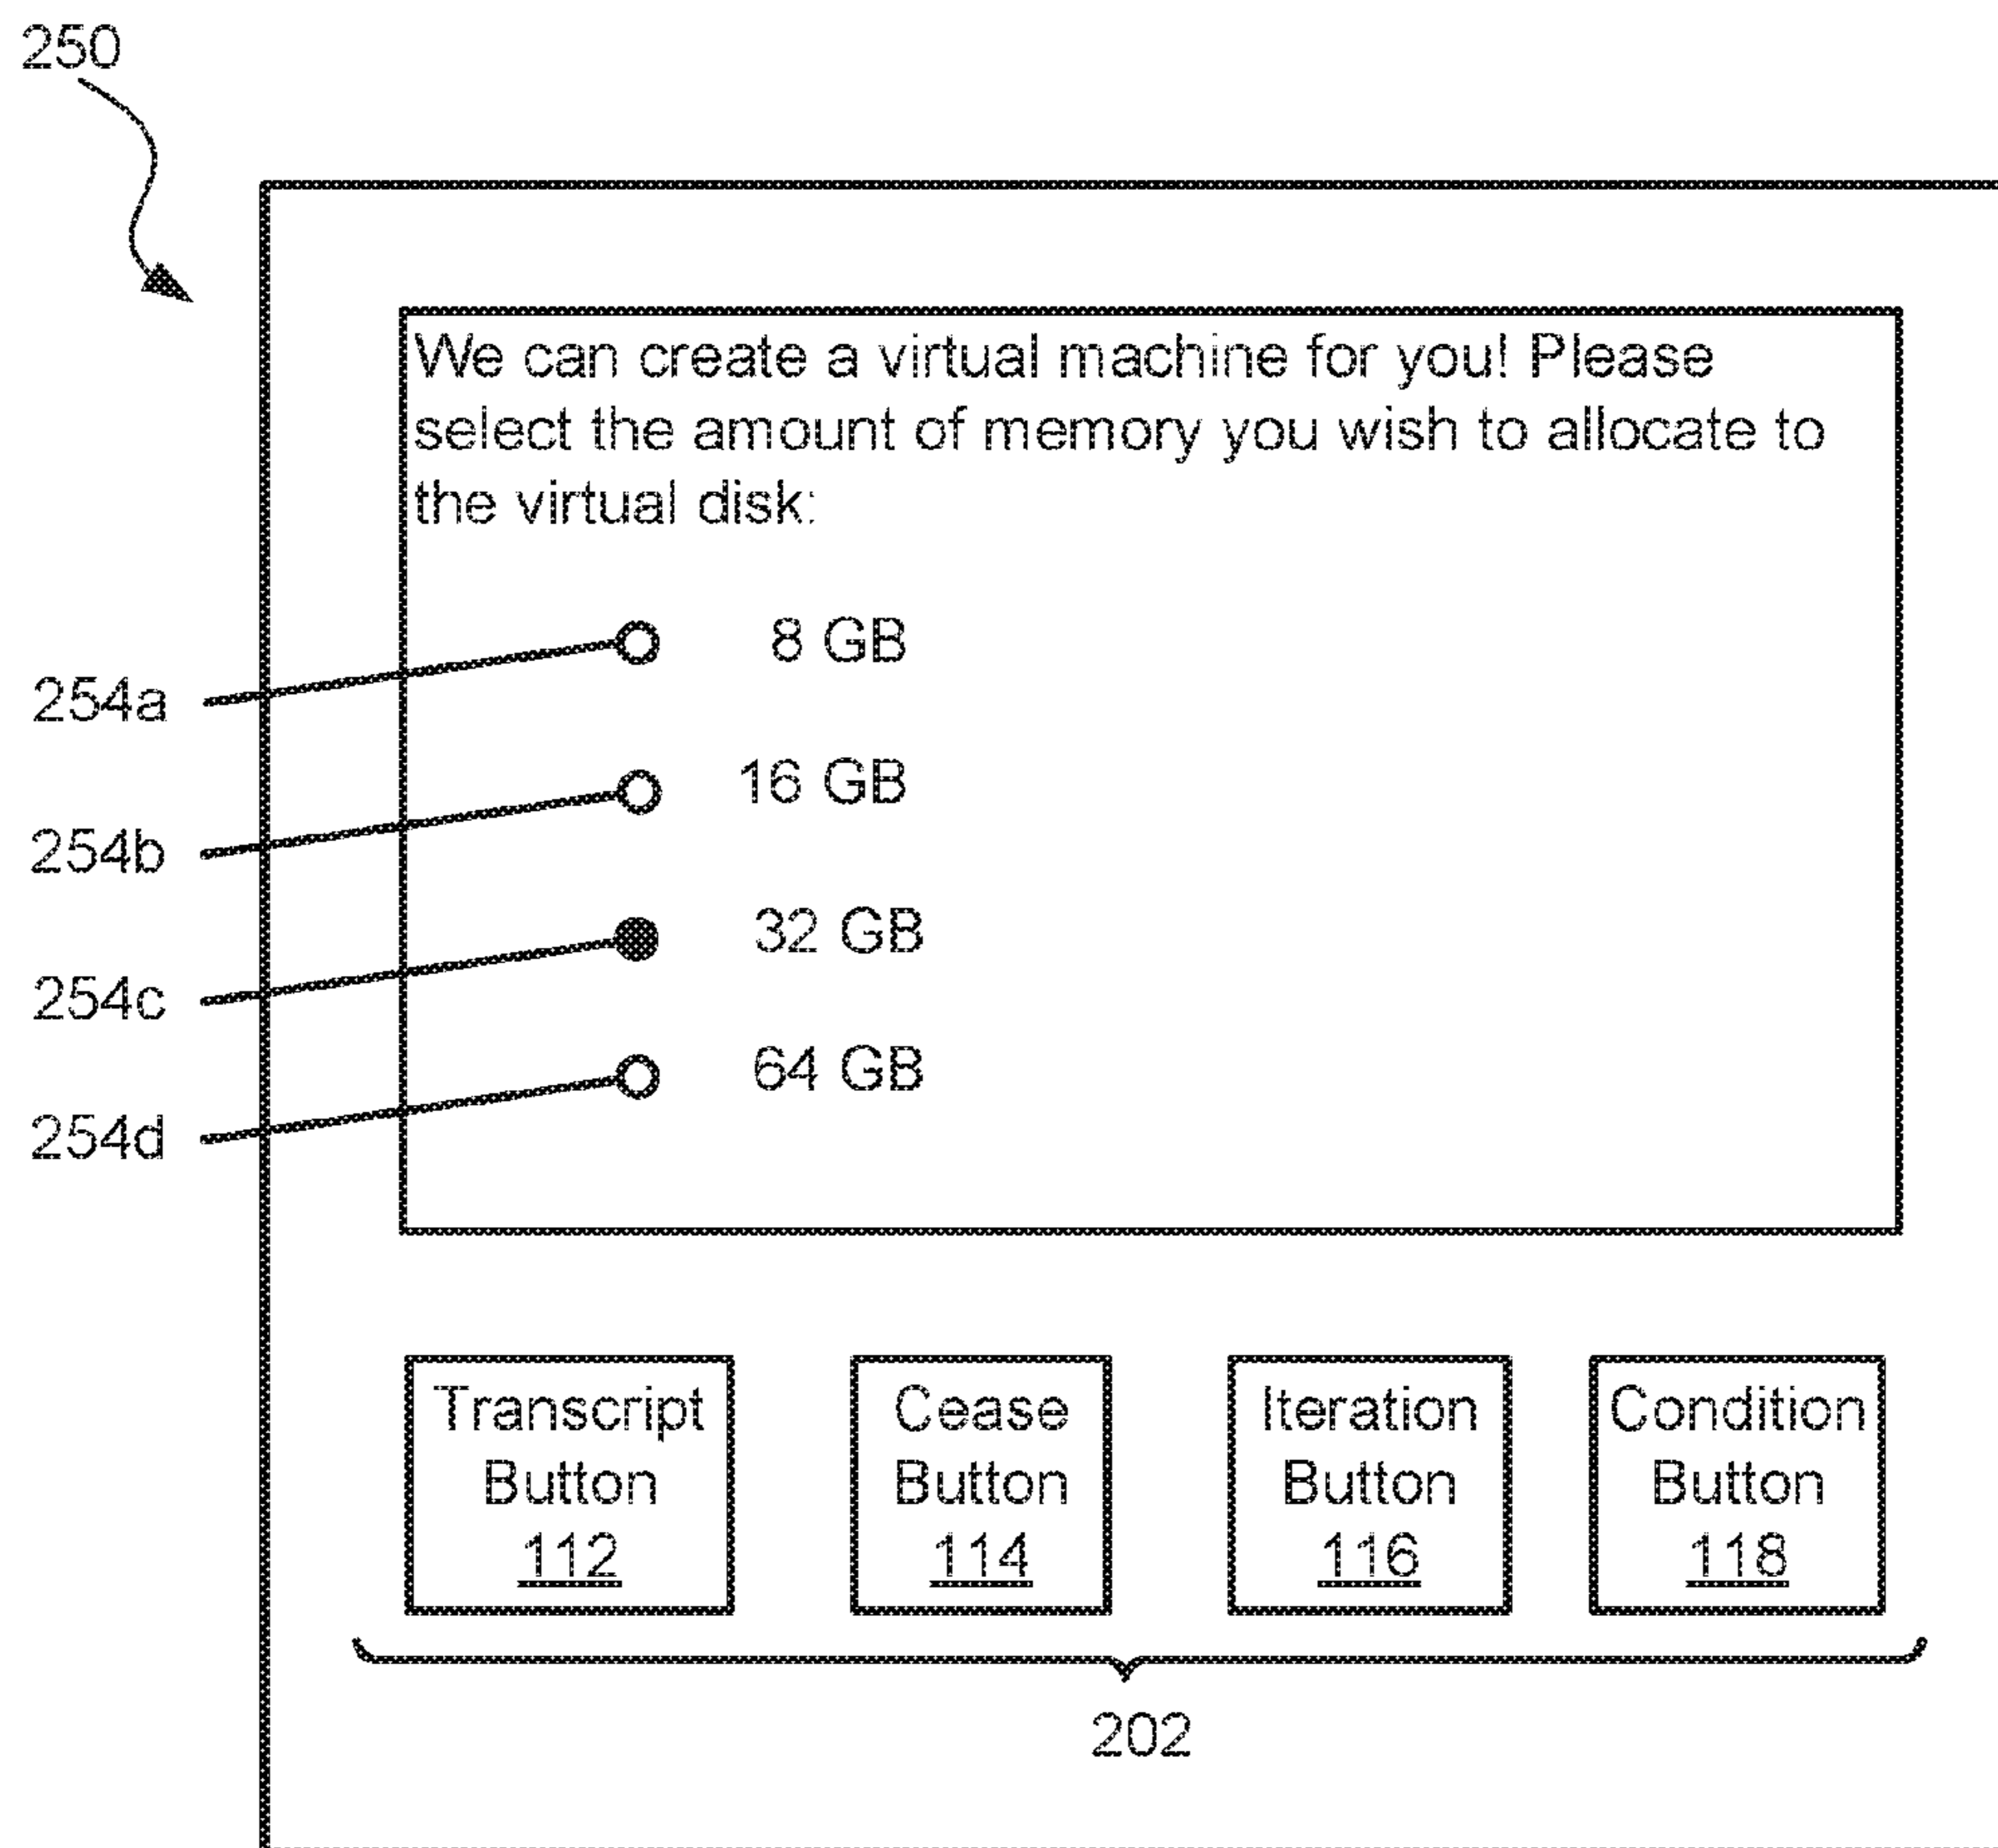 250
We can create a virtual machine for you! Please
select the amount of memory you wish to allocate to
the virtual disk:
8 GB
254a
16 GB
254b
32 GB
254c
64 GB
254d
Transcript
Button
112
Cease
Button
114
Iteration
Button
116
Condition
Button
118
202